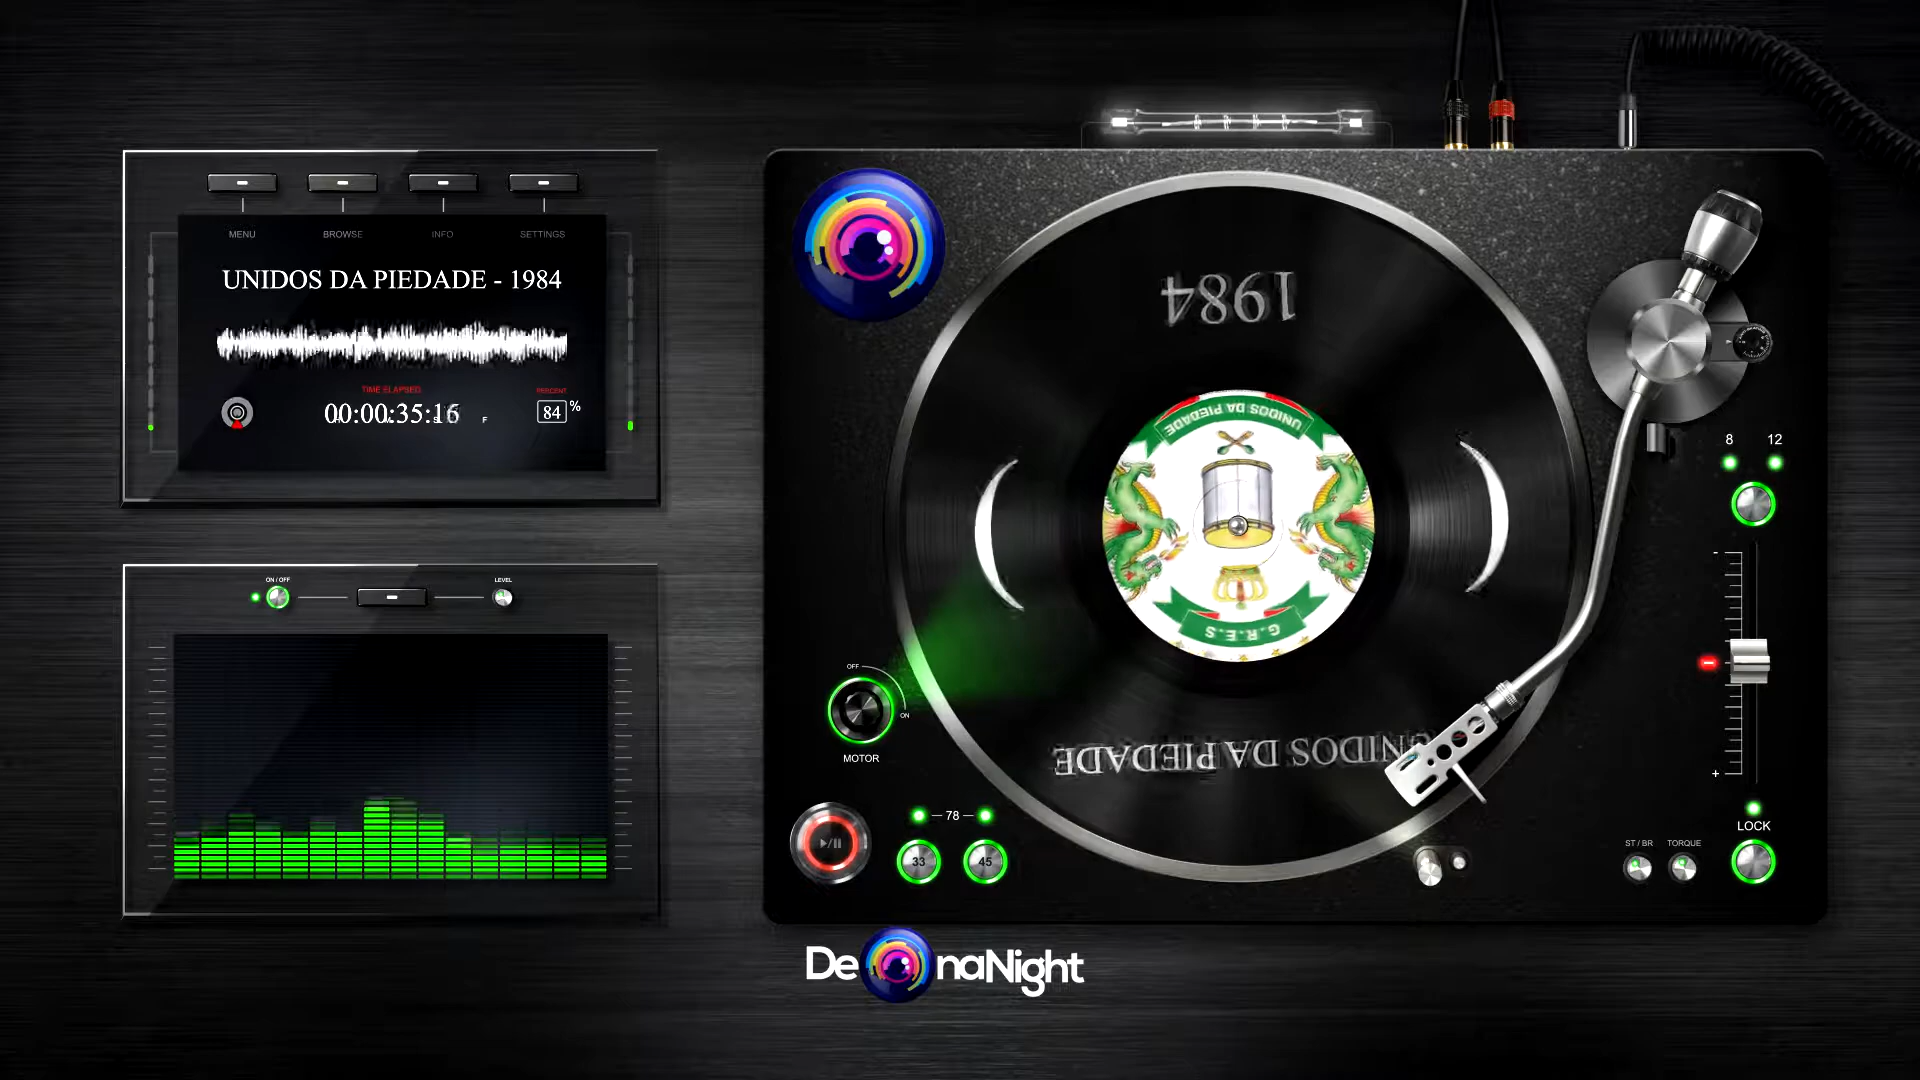 MENU
BROWSE
INFO
SETTINGS
UNIDOS DA PIEDADE - 1984
TIME ELAPSED
PERCENT
00:00:35:16
F
84 %
ON / OFF
LEVEL
1984
UNIDOS DA PIEDADE
G.R.E.S
UNIDOS DA PIEDADE
8
12
-
+
OFF
ON
MOTOR
78
33
45
LOCK
ST / BR
TORQUE
De naNight